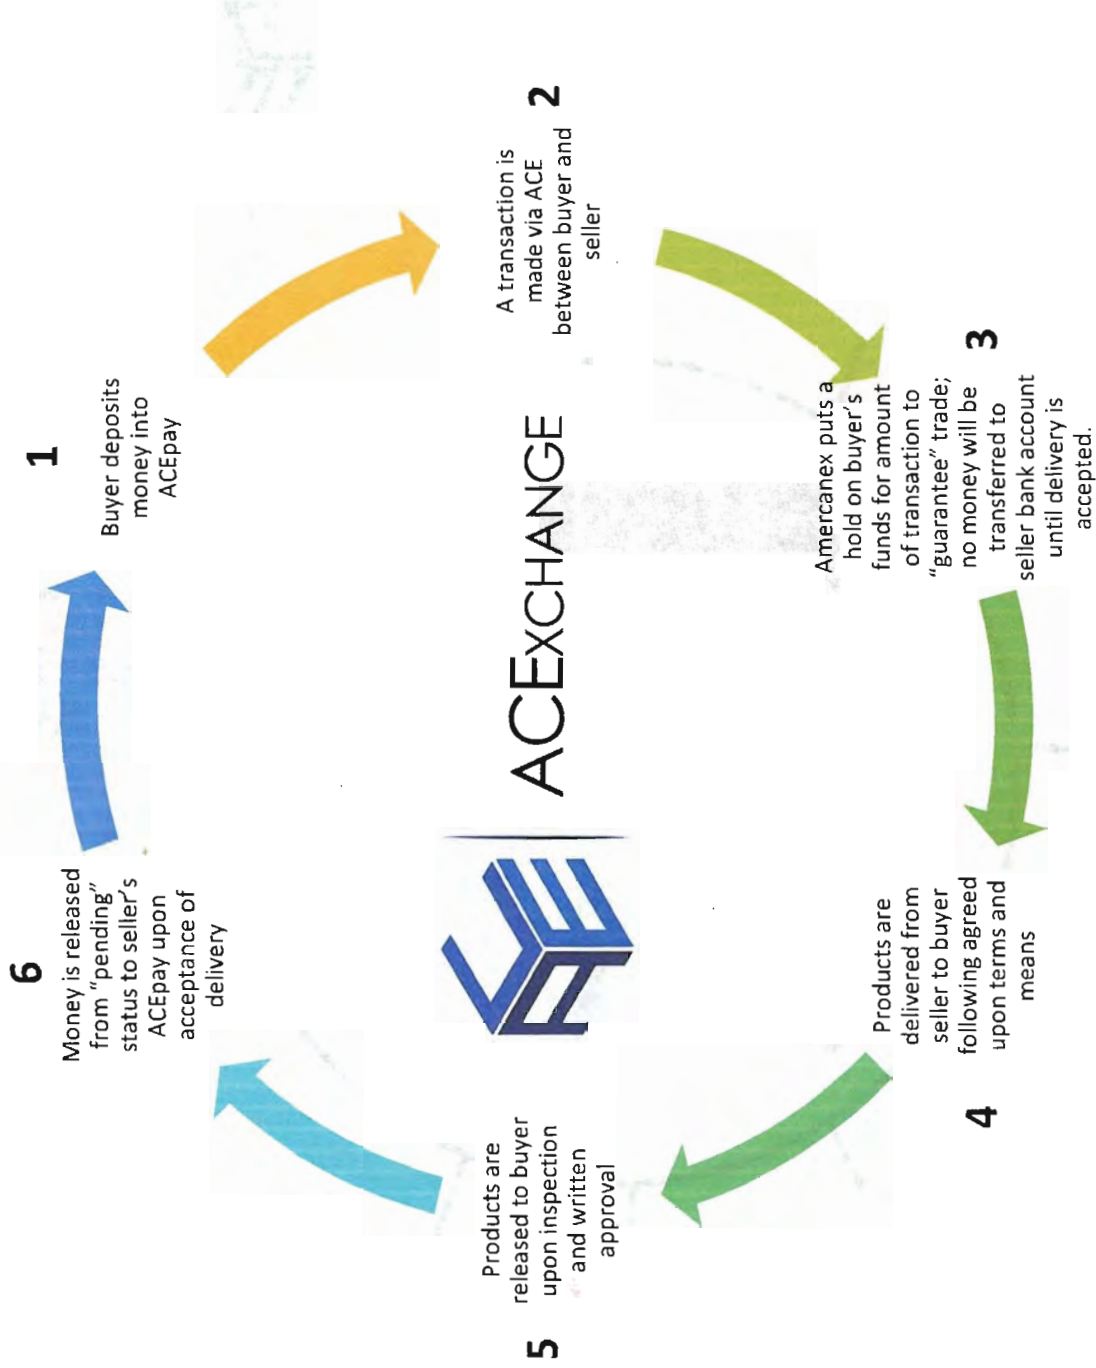 1
Buyer deposits
money into
ACEpay
2
A transaction is
made via ACE
between buyer and
seller
3
Amercanex puts a
hold on buyer's
funds for amount
of transaction to
"guarantee" trade;
no money will be
transferred to
seller bank account
until delivery is
accepted.
4
Products are
delivered from
seller to buyer
following agreed
upon terms and
means
5
Products are
released to buyer
upon inspection
and written
approval
6
Money is released
from "pending"
status to seller's
ACEpay upon
acceptance of
delivery
ACE
ACEXCHANGE